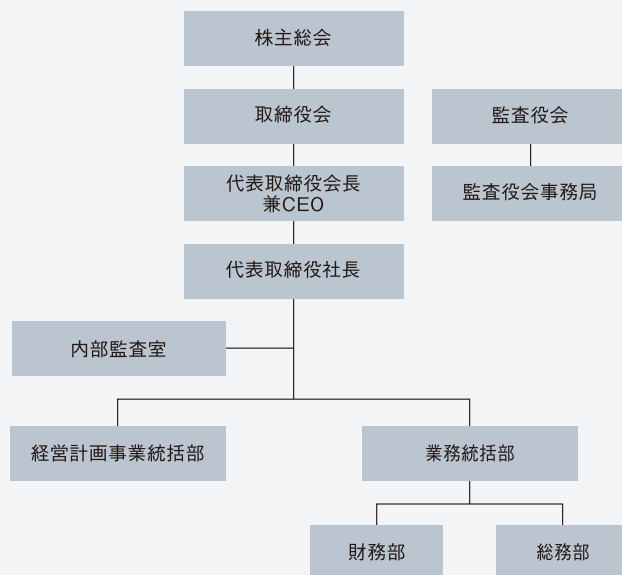 株主総会
取締役会
監査役会
代表取締役会長
兼CEO
監査役会事務局
代表取締役社長
内部監査室
経営計画事業統括部
業務統括部
財務部
総務部